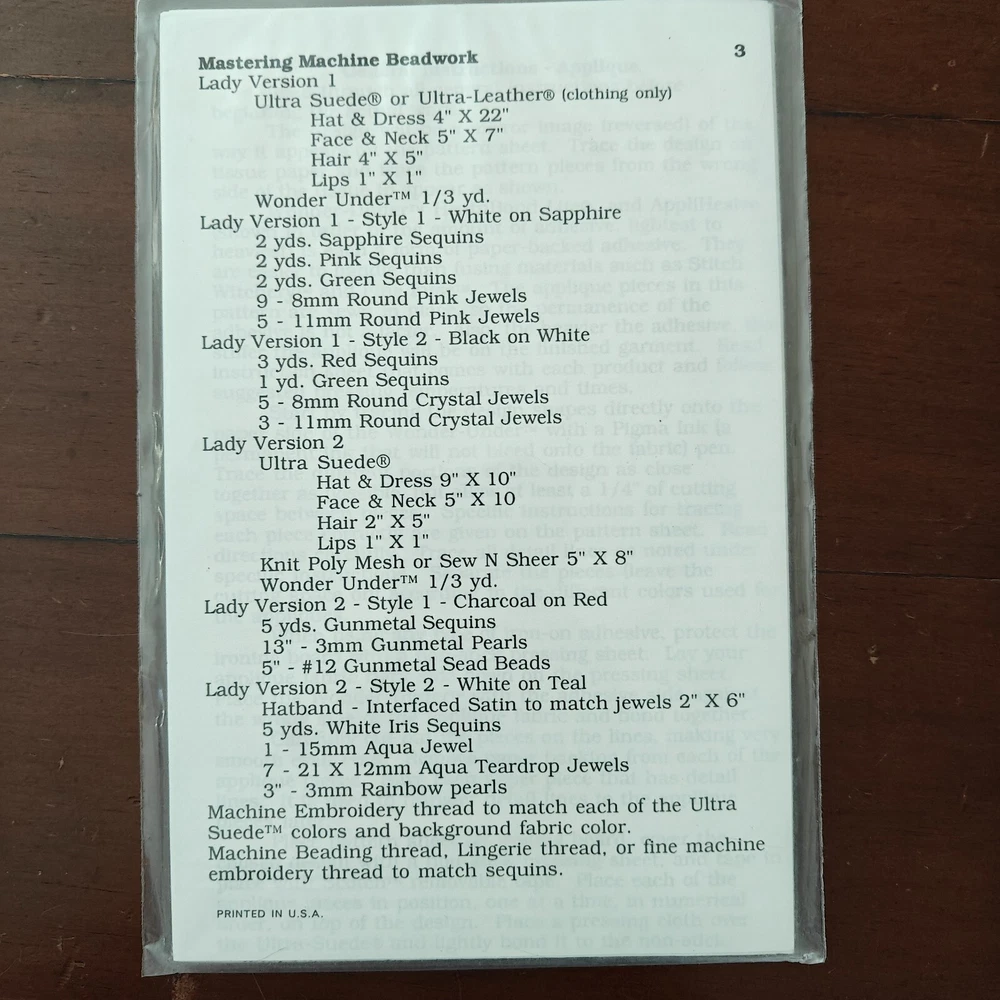 Mastering Machine Beadwork 3
Lady Version 1
Ultra Suede® or Ultra-Leather® (clothing only)
Hat & Dress 4" X 22"
Face & Neck 5" X 7"
Hair 4" X 5"
Lips 1" X 1"
Wonder Under™ 1/3 yd.
Lady Version 1 - Style 1 - White on Sapphire
2 yds. Sapphire Sequins
2 yds. Pink Sequins
2 yds. Green Sequins
9 - 8mm Round Pink Jewels
5 - 11mm Round Pink Jewels
Lady Version 1 - Style 2 - Black on White
3 yds. Red Sequins
1 yd. Green Sequins
5 - 8mm Round Crystal Jewels
3 - 11mm Round Crystal Jewels
Lady Version 2
Ultra Suede®
Hat & Dress 9" X 10"
Face & Neck 5" X 10
Hair 2" X 5"
Lips 1" X 1"
Knit Poly Mesh or Sew N Sheer 5" X 8"
Wonder Under™ 1/3 yd.
Lady Version 2 - Style 1 - Charcoal on Red
5 yds. Gunmetal Sequins
13" - 3mm Gunmetal Pearls
5" - #12 Gunmetal Sead Beads
Lady Version 2 - Style 2 - White on Teal
Hatband - Interfaced Satin to match jewels 2" X 6"
5 yds. White Iris Sequins
1 - 15mm Aqua Jewel
7 - 21 X 12mm Aqua Teardrop Jewels
3" - 3mm Rainbow pearls
Machine Embroidery thread to match each of the Ultra
Suede™ colors and background fabric color.
Machine Beading thread, Lingerie thread, or fine machine
embroidery thread to match sequins.
PRINTED IN U.S.A.